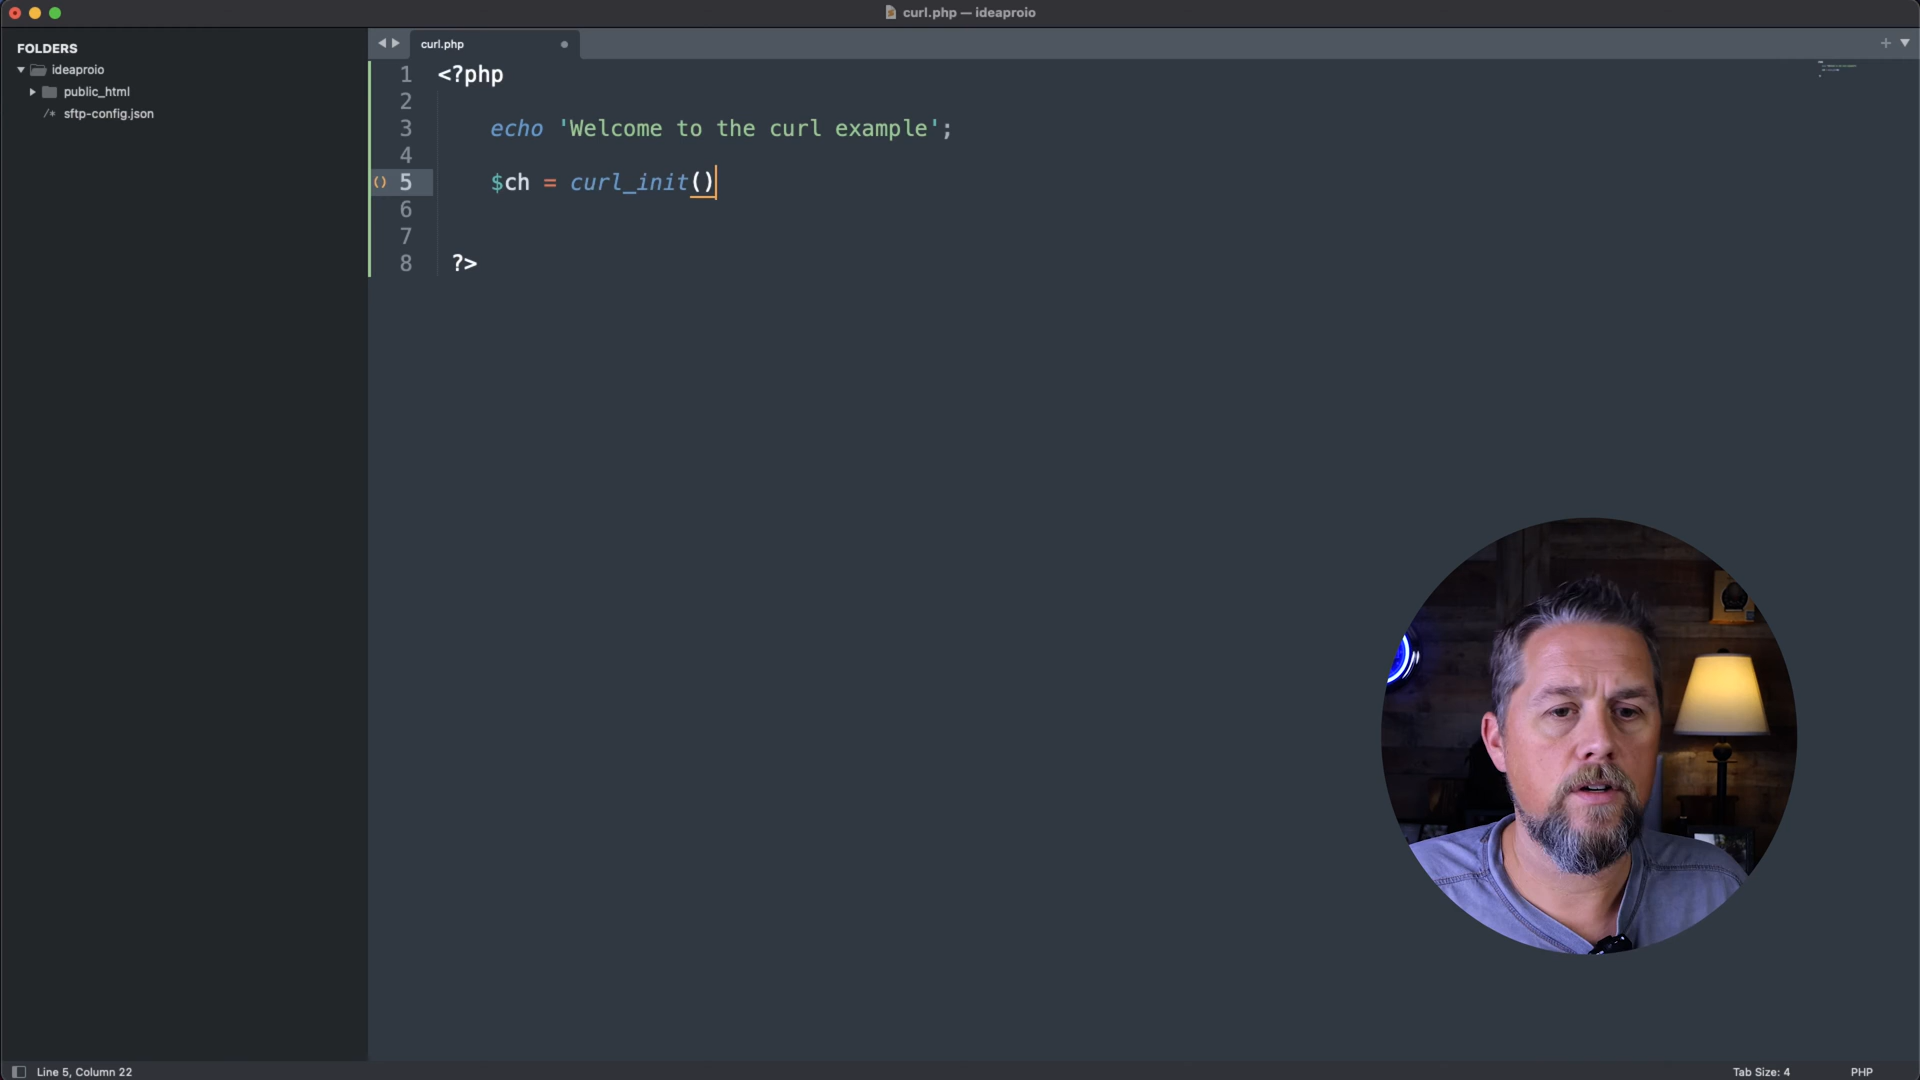 curl.php — ideaproio
FOLDERS
ideaproio
public_html
/* sftp-config.json
curl.php
1 <?php
2
3 echo 'Welcome to the curl example';
4
() 5 $ch = curl_init()
6
7
8 ?>
Line 5, Column 22
Tab Size: 4
PHP